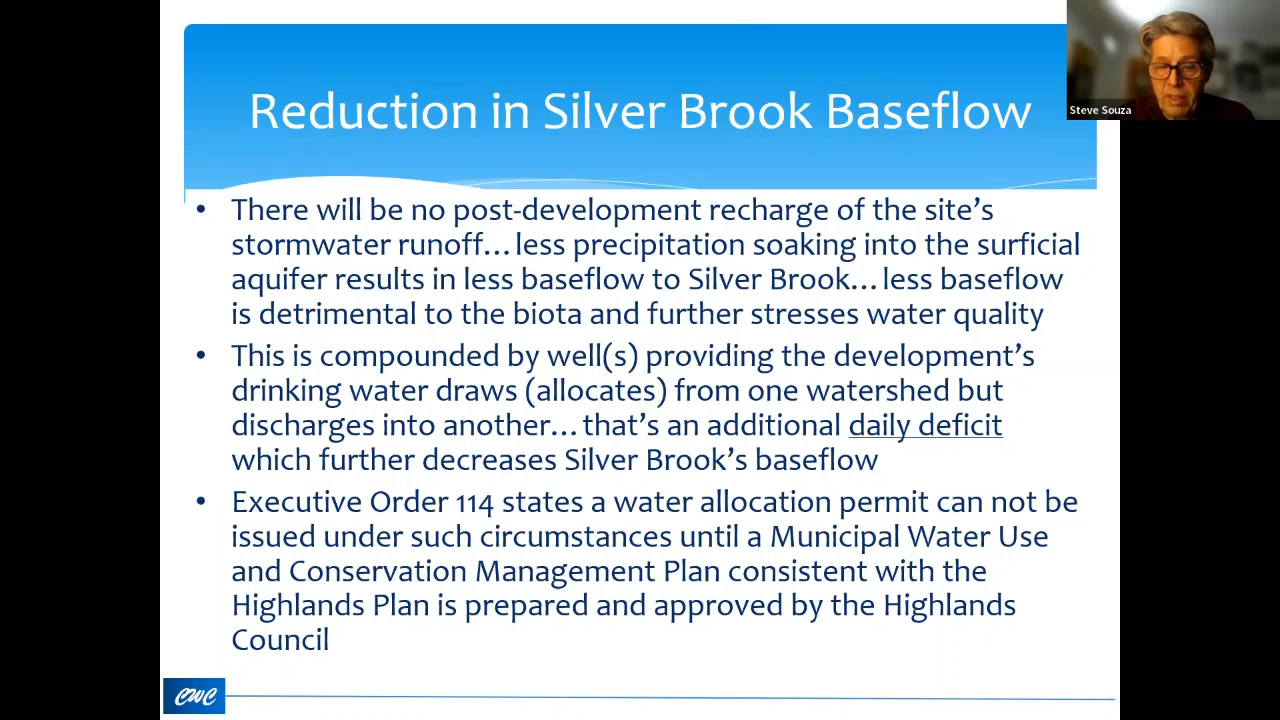 Reduction in Silver Brook Baseflow
Steve Souza
• There will be no post-development recharge of the site’s
stormwater runoff…less precipitation soaking into the surficial
aquifer results in less baseflow to Silver Brook…less baseflow
is detrimental to the biota and further stresses water quality
• This is compounded by well(s) providing the development’s
drinking water draws (allocates) from one watershed but
discharges into another…that’s an additional daily deficit
which further decreases Silver Brook’s baseflow
• Executive Order 114 states a water allocation permit can not be
issued under such circumstances until a Municipal Water Use
and Conservation Management Plan consistent with the
Highlands Plan is prepared and approved by the Highlands
Council
CWC